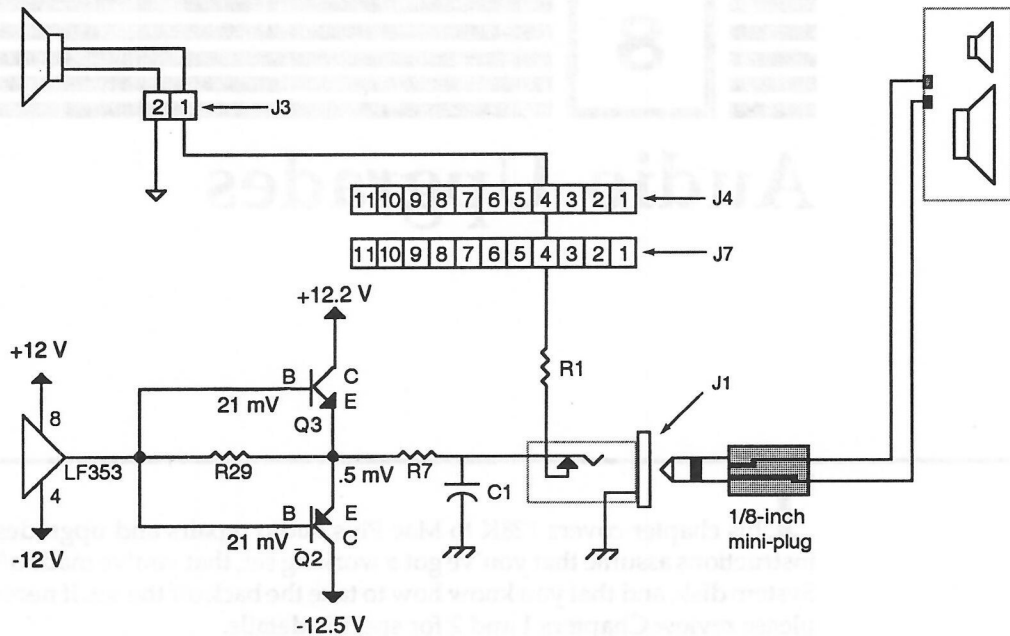 2 1 J3
11 10 9 8 7 6 5 4 3 2 1 J4
11 10 9 8 7 6 5 4 3 2 1 J7
+12.2 V
+12 V
R1
B C
J1
21 mV E
8
Q3
LF353
R29
.5 mV
R7
4
C1
B E
21 mV C
Q2
1/8-inch
mini-plug
-12 V
-12.5 V